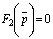 F₂(p̄) = 0